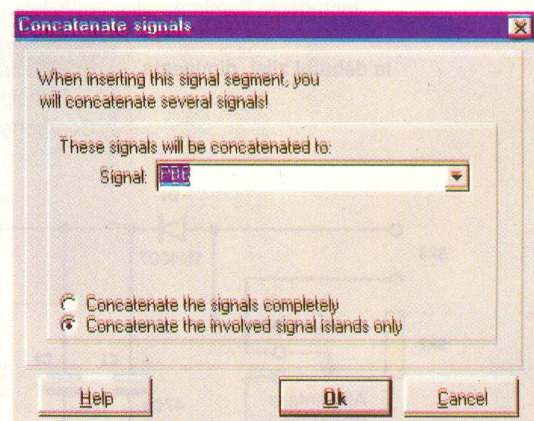 Concatenate signals
When inserting this signal segment, you
will concatenate several signals!
These signals will be concatenated to:
Signal:
Concatenate the signals completely
Concatenate the involved signal islands only
Help
Ok
Cancel